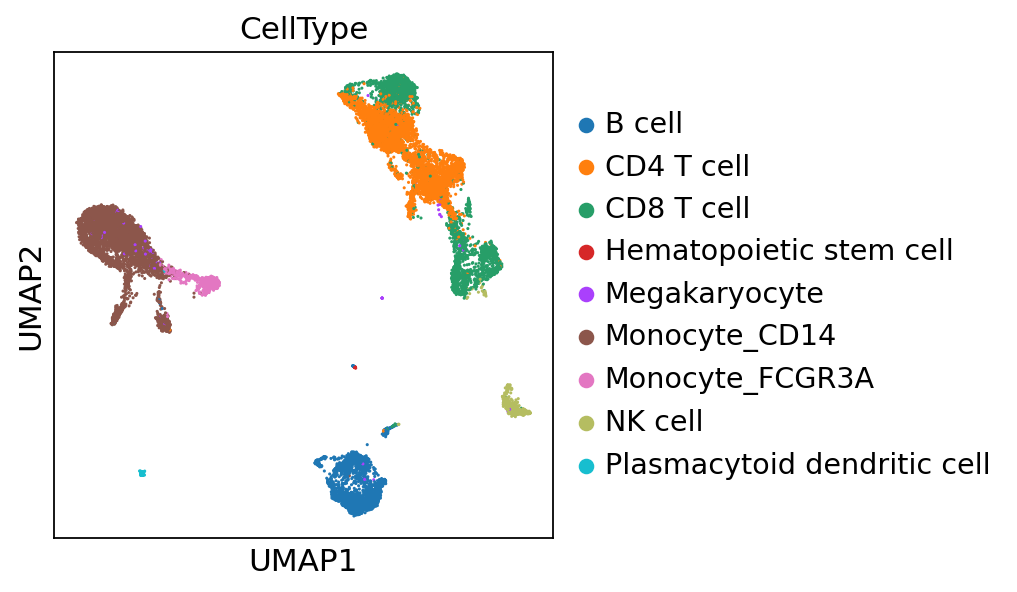 CellType
UMAP2
UMAP1
B cell
CD4 T cell
CD8 T cell
Hematopoietic stem cell
Megakaryocyte
Monocyte_CD14
Monocyte_FCGR3A
NK cell
Plasmacytoid dendritic cell